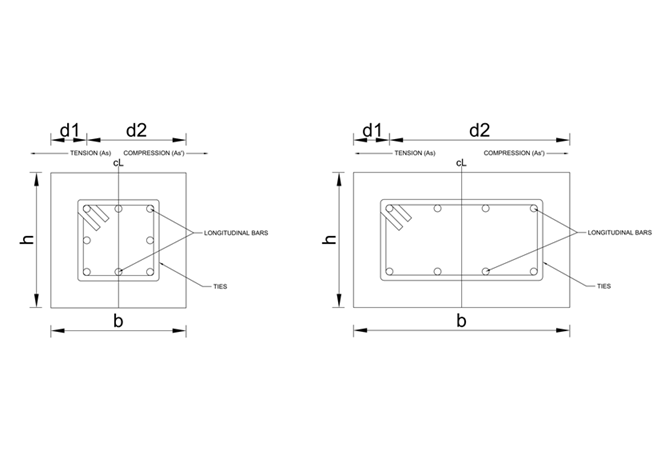 d1 d2
TENSION (As) COMPRESSION (As')
cL
h
LONGITUDINAL BARS
TIES
b
d1 d2
TENSION (As) COMPRESSION (As')
cL
h
LONGITUDINAL BARS
TIES
b